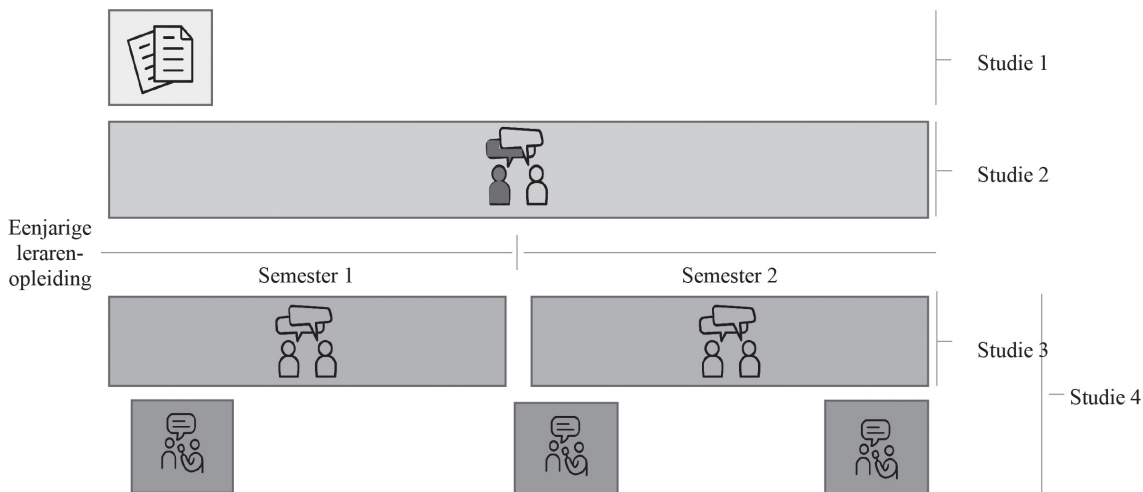 Studie 1
Studie 2
Eenjarige
leraren-
opleiding
Semester 1
Semester 2
Studie 3
Studie 4